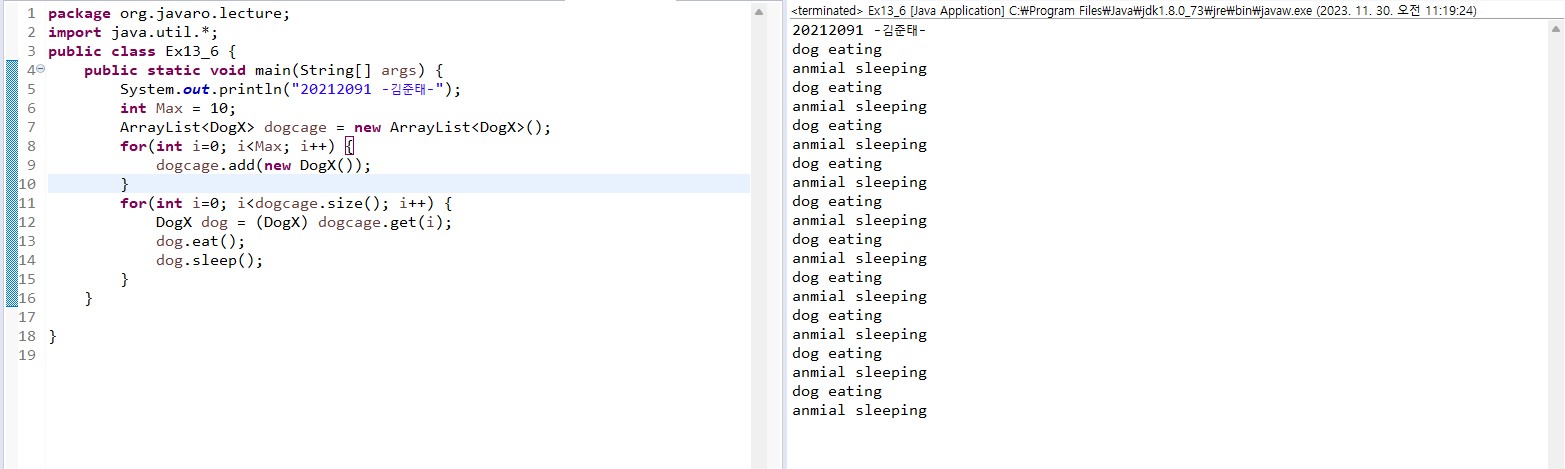 1 package org.javaro.lecture;
2 import java.util.*;
3 public class Ex13_6 {
4 public static void main(String[] args) {
5 System.out.println("20212091 -김준태-");
6 int Max = 10;
7 ArrayList<DogX> dogcage = new ArrayList<DogX>();
8 for(int i=0; i<Max; i++) {
9 dogcage.add(new DogX());
10 }
11 for(int i=0; i<dogcage.size(); i++) {
12 DogX dog = (DogX) dogcage.get(i);
13 dog.eat();
14 dog.sleep();
15 }
16 }
17
18 }
19
<terminated> Ex13_6 [Java Application] C:₩Program Files₩Java₩jdk1.8.0_73₩jre₩bin₩javaw.exe (2023. 11. 30. 오전 11:19:24)
20212091 -김준태-
dog eating
anmial sleeping
dog eating
anmial sleeping
dog eating
anmial sleeping
dog eating
anmial sleeping
dog eating
anmial sleeping
dog eating
anmial sleeping
dog eating
anmial sleeping
dog eating
anmial sleeping
dog eating
anmial sleeping
dog eating
anmial sleeping